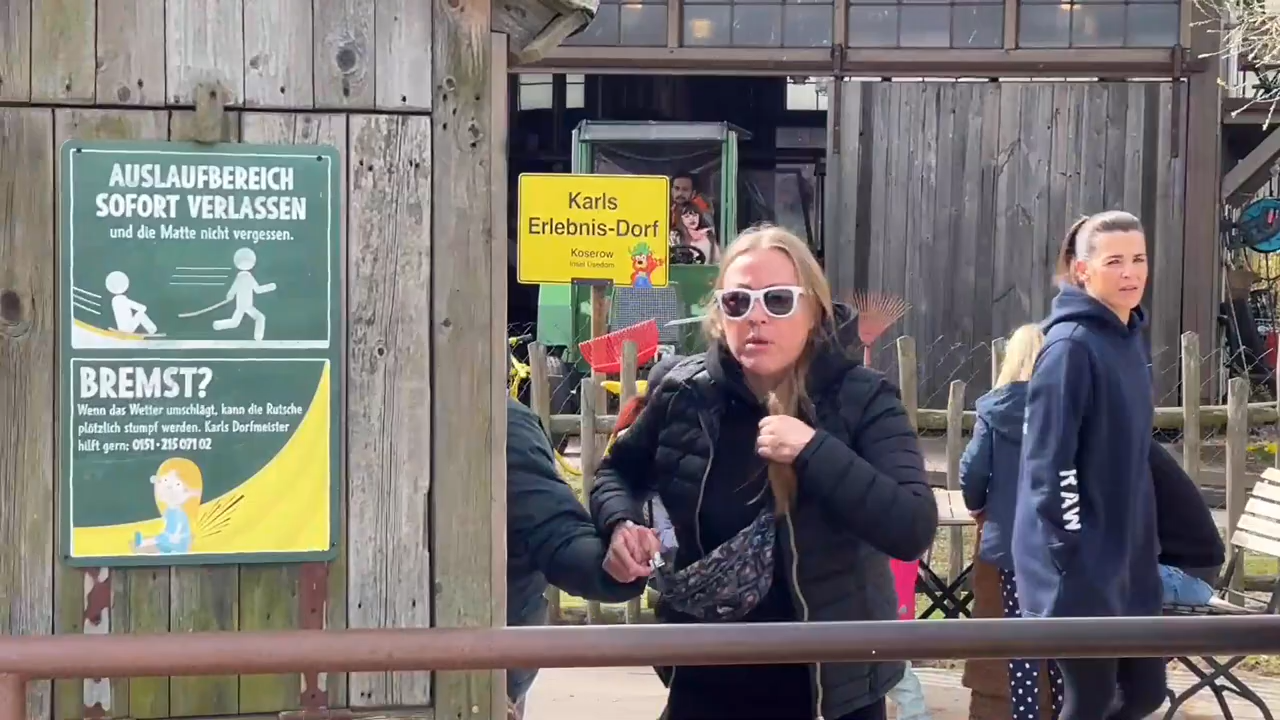 AUSLAUFBEREICH
SOFORT VERLASSEN
und die Matte nicht vergessen.
BREMST?
Wenn das Wetter umschlägt, kann die Rutsche
plötzlich stumpf werden. Karls Dorfmeister
hilft gern: 0151-215 071 02
Karls
Erlebnis-Dorf
Koserow
Insel Usedom
RAW